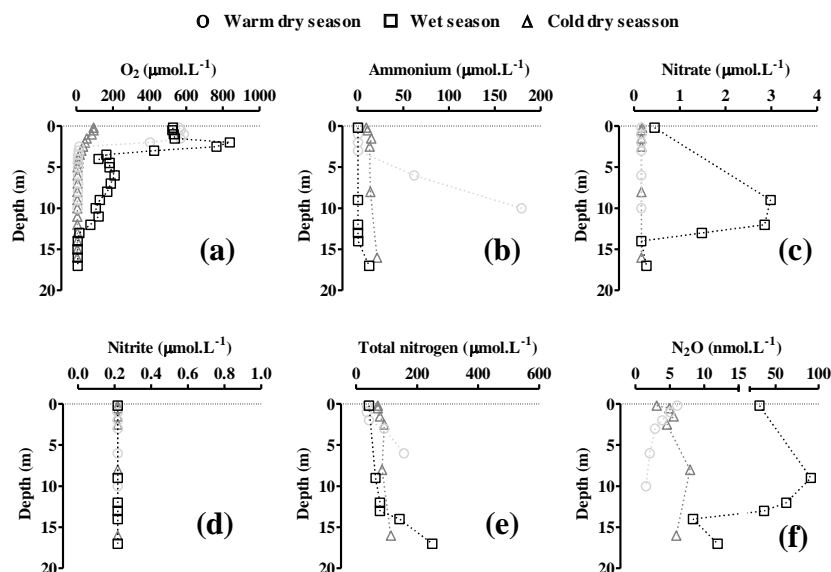 Warm dry season Wet season Cold dry seasson
O2 (µmol.L-1) Ammonium (µmol.L-1) Nitrate (µmol.L-1)
0 200 400 600 800 1000 0 50 100 150 200 0 1 2 3 4
0 0 0
5 5 5
10 10 10
15 15 15
20 20 20
Depth (m) Depth (m) Depth (m)
(a) (b) (c)
Nitrite (µmol.L-1) Total nitrogen (µmol.L-1) N2O (nmol.L-1)
0.0 0.2 0.4 0.6 0.8 1.0 0 200 400 600 0 5 10 15 25 50 100
0 0 0
5 5 5
10 10 10
15 15 15
20 20 20
Depth (m) Depth (m) Depth (m)
(d) (e) (f)